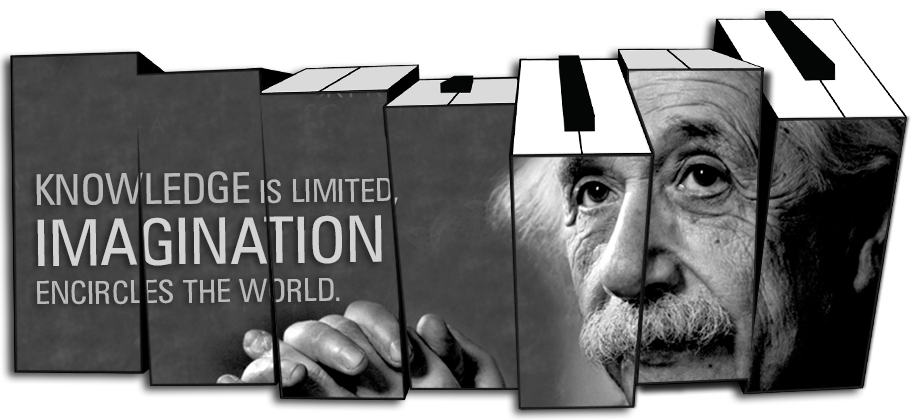 KNOWLEDGE IS LIMITED,
IMAGINATION
ENCIRCLES THE WORLD.